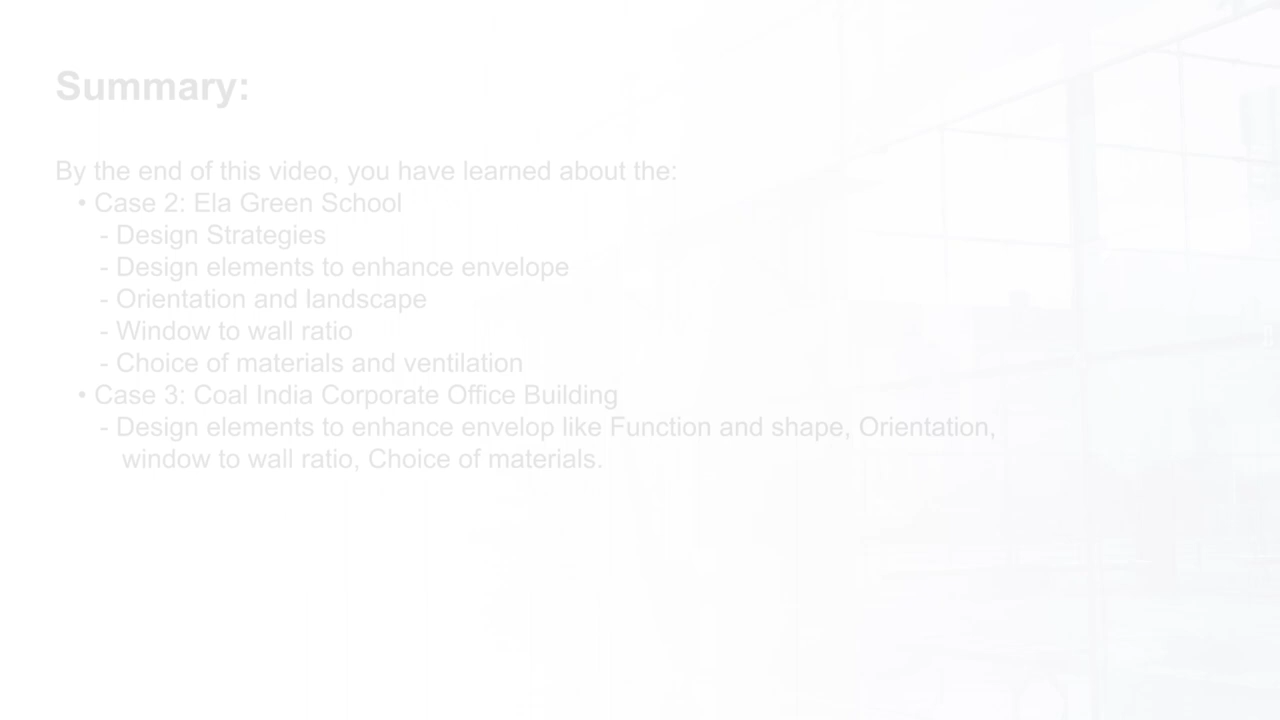 Summary:
By the end of this video, you have learned about the:
• Case 2: Ela Green School
- Design Strategies
- Design elements to enhance envelope
- Orientation and landscape
- Window to wall ratio
- Choice of materials and ventilation
• Case 3: Coal India Corporate Office Building
- Design elements to enhance envelop like Function and shape, Orientation,
window to wall ratio, Choice of materials.